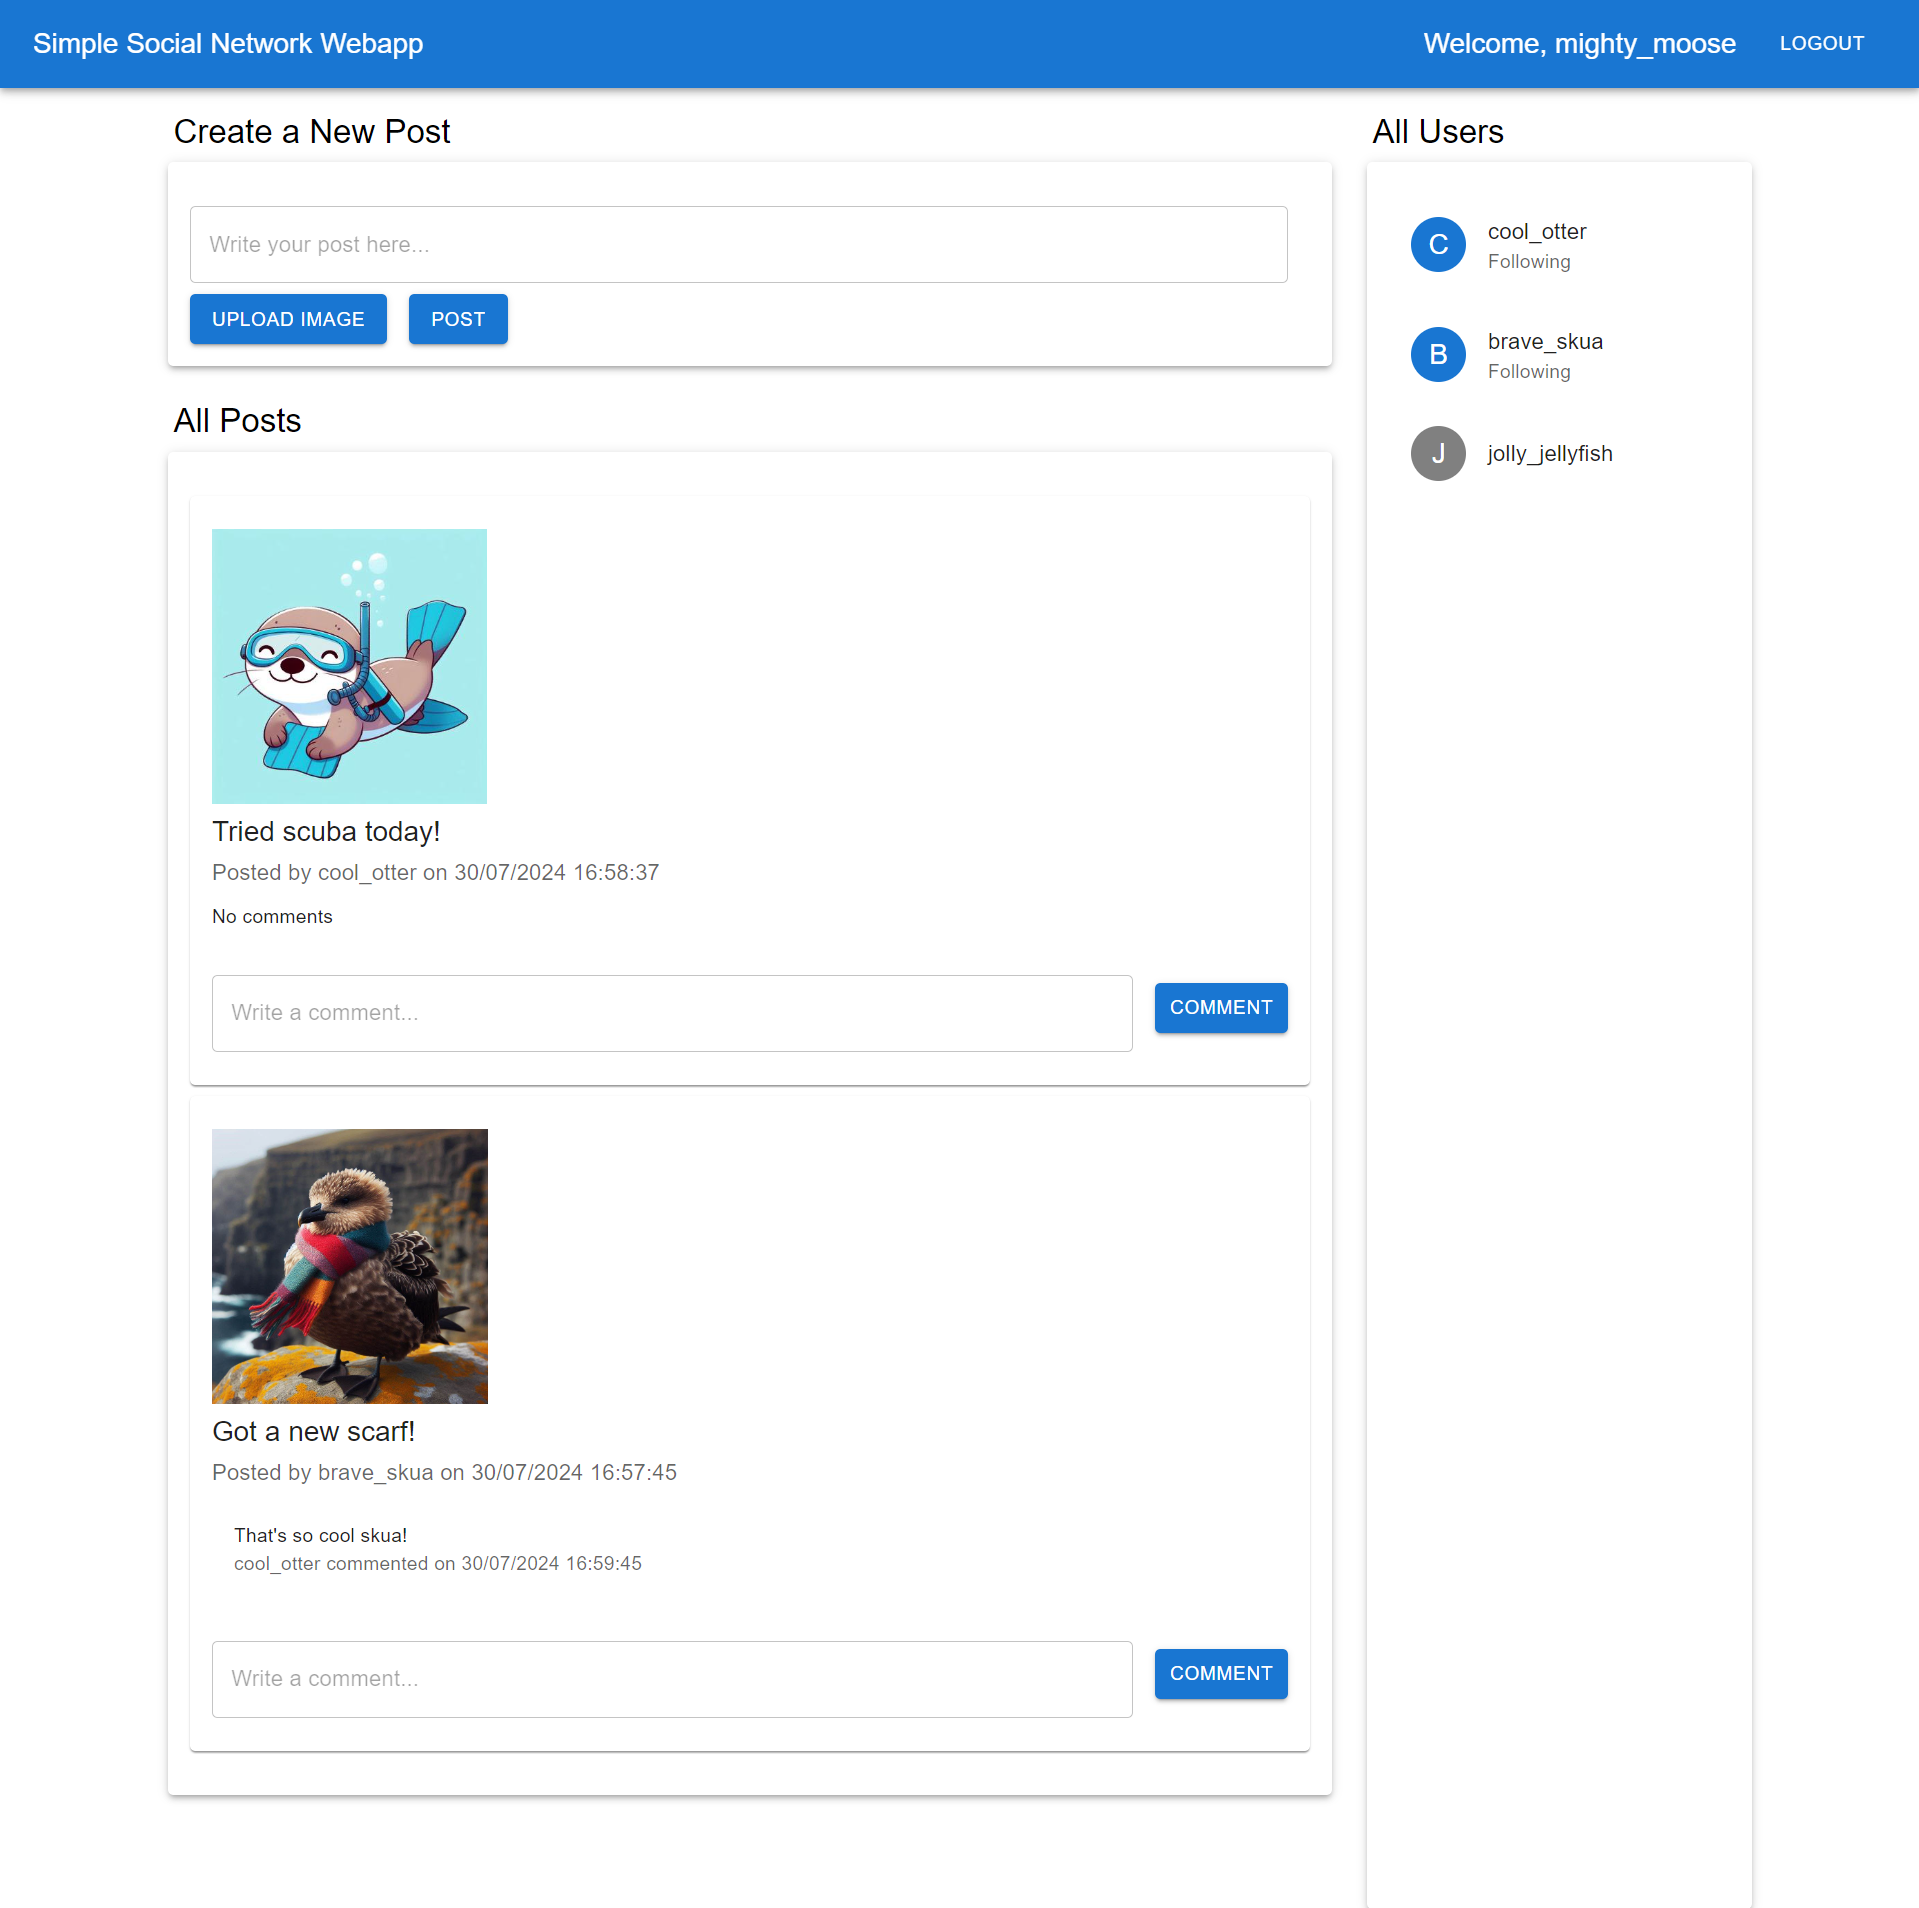 Simple Social Network Webapp
Welcome, mighty_moose
LOGOUT
Create a New Post
Write your post here...
UPLOAD IMAGE
POST
All Posts
Tried scuba today!
Posted by cool_otter on 30/07/2024 16:58:37
No comments
Write a comment...
COMMENT
Got a new scarf!
Posted by brave_skua on 30/07/2024 16:57:45
That's so cool skua!
cool_otter commented on 30/07/2024 16:59:45
Write a comment...
COMMENT
All Users
C
cool_otter
Following
B
brave_skua
Following
J
jolly_jellyfish